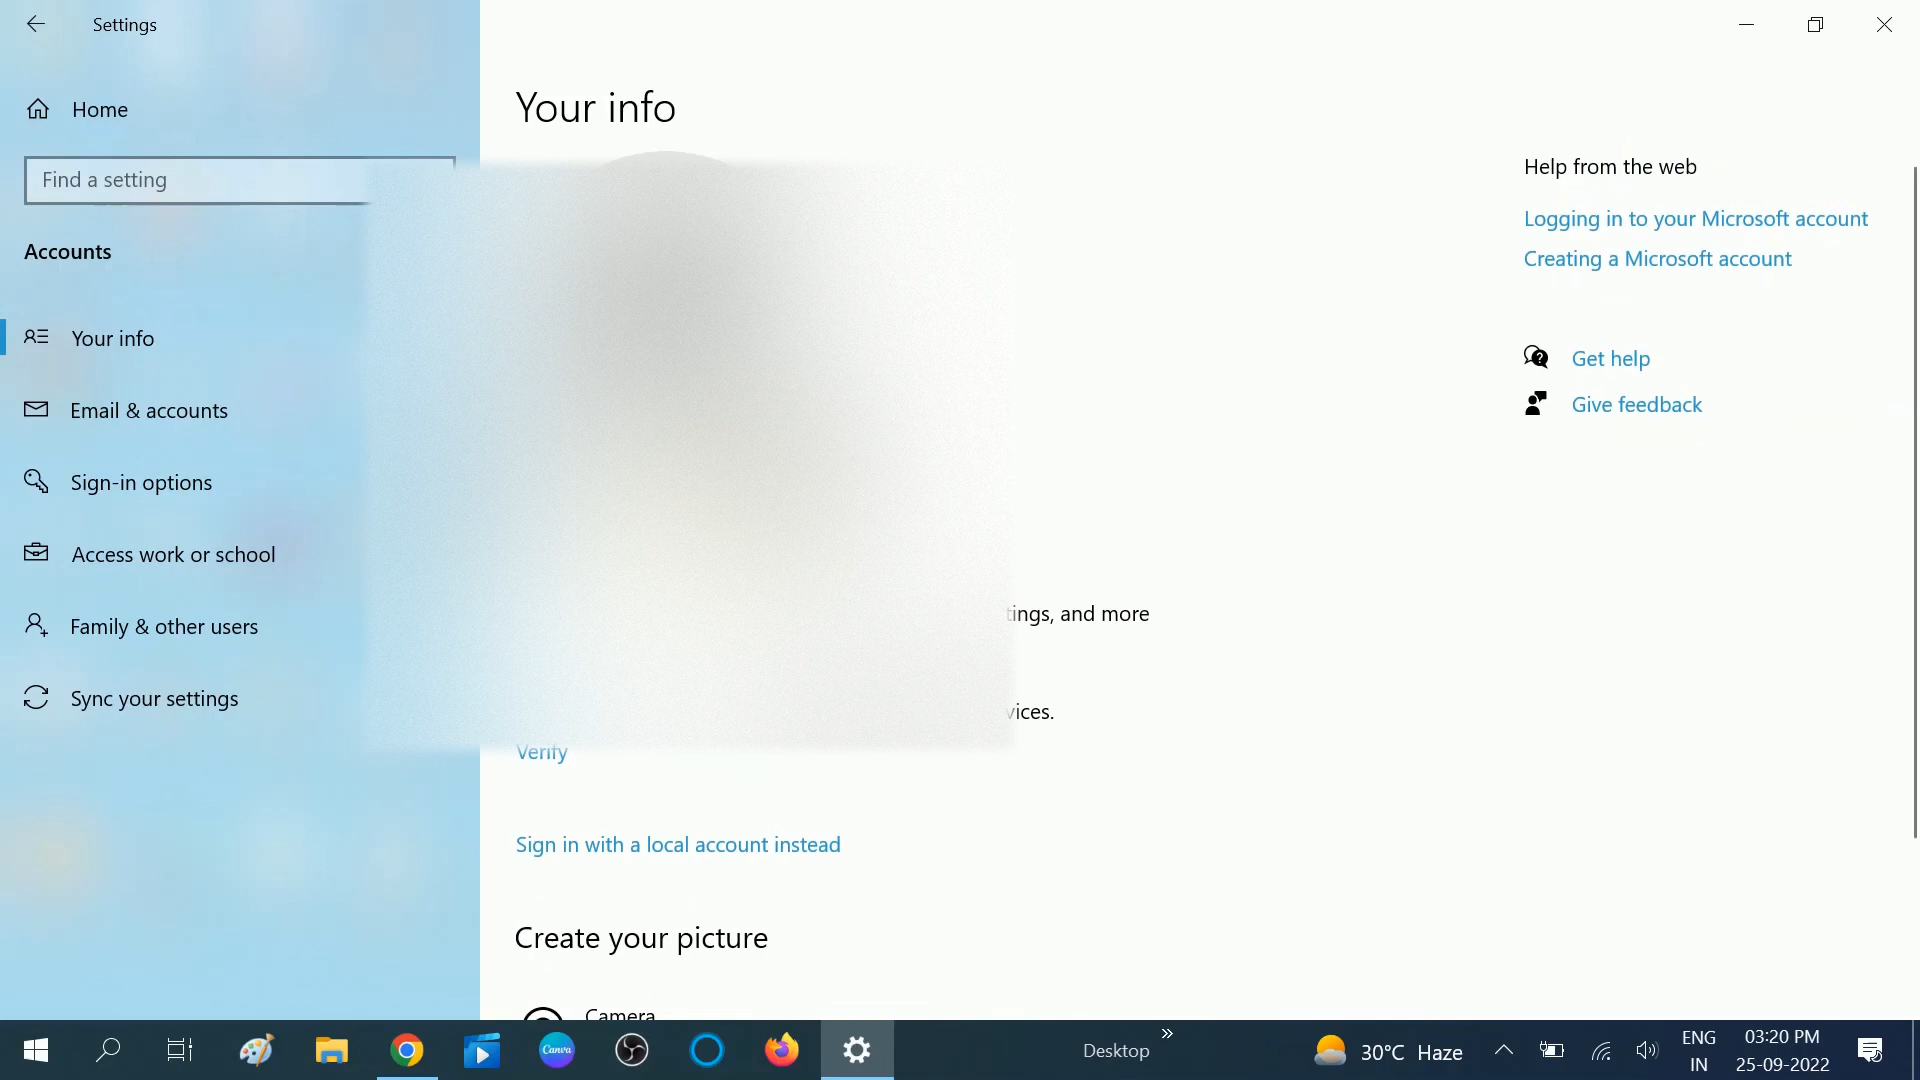 Settings
Home
Find a setting
Accounts
Your info
Email & accounts
Sign-in options
Access work or school
Family & other users
Sync your settings
Your info
and more
Verify
Sign in with a local account instead
Create your picture
Camera
Help from the web
Logging in to your Microsoft account
Creating a Microsoft account
Get help
Give feedback
Canva
Desktop
30°C Haze
ENG
IN
03:20 PM
25-09-2022